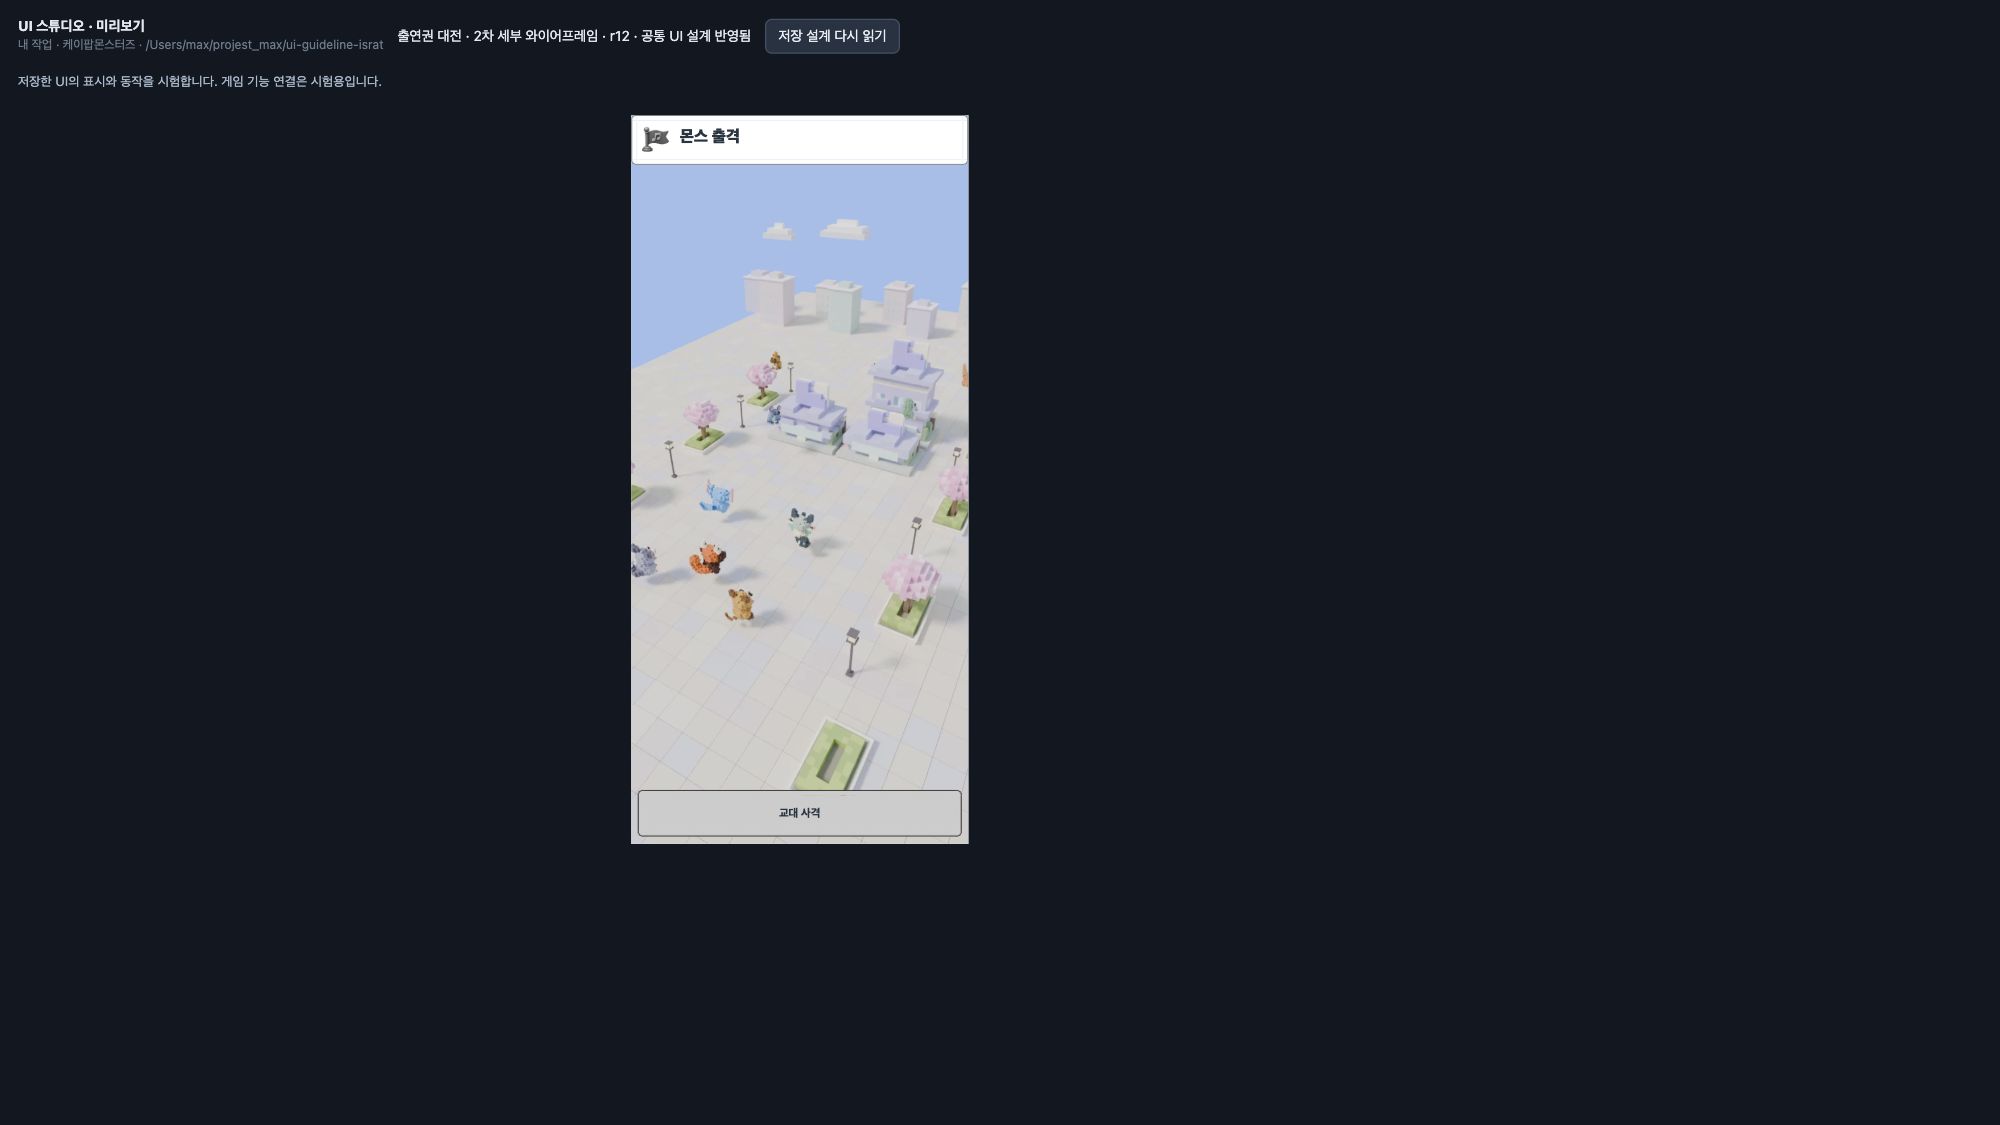 UI 스튜디오 · 미리보기
내 작업 · 케이팝몬스터즈 · /Users/max/projest_max/ui-guideline-israt
출연권 대전 · 2차 세부 와이어프레임 · r12 · 공통 UI 설계 반영됨
저장 설계 다시 읽기
저장한 UI의 표시와 동작을 시험합니다. 게임 기능 연결은 시험용입니다.
몬스 출격
교대 사격